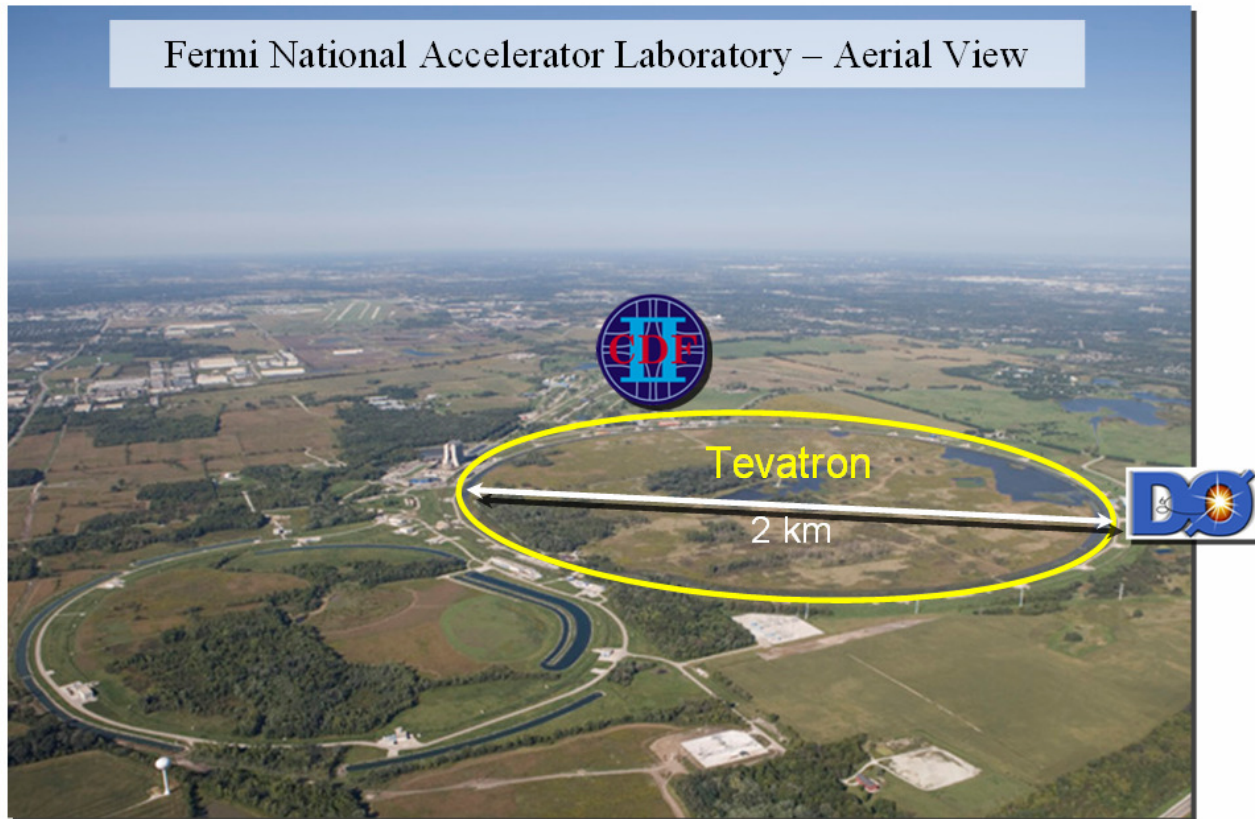 Fermi National Accelerator Laboratory – Aerial View
II
CDF
Tevatron
2 km
DØ